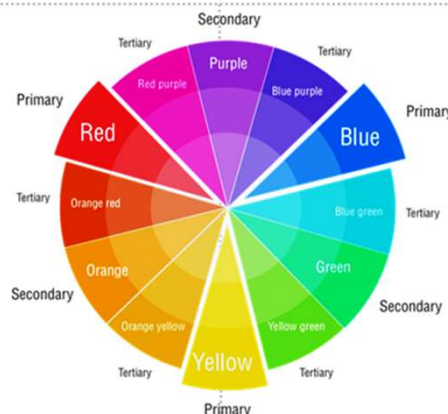 Secondary
Tertiary
Tertiary
Purple
Red purple
Blue purple
Primary
Primary
Red
Blue
Tertiary
Orange red
Blue green
Tertiary
Orange
Green
Secondary
Secondary
Orange yellow
Yellow green
Yellow
Tertiary
Tertiary
Primary